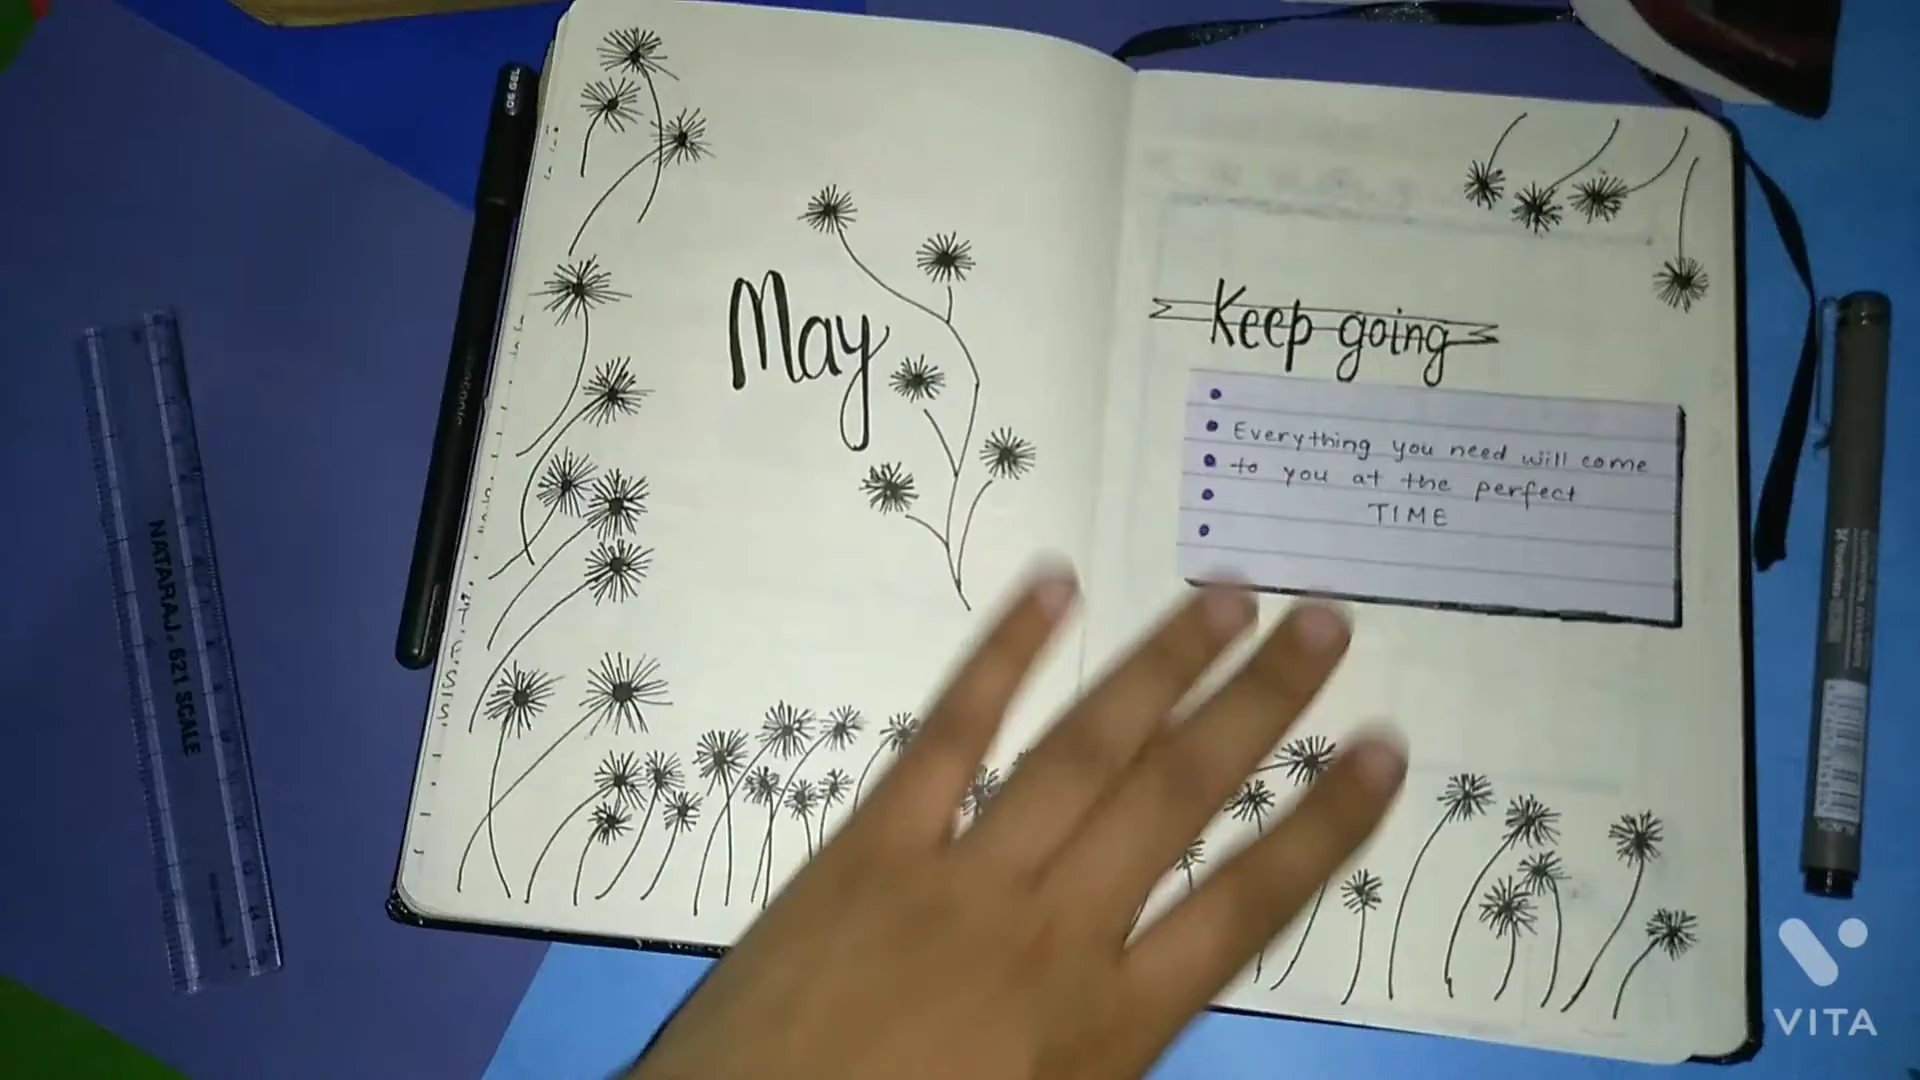 May
Keep going
Everything you need will come
to you at the perfect
TIME
NATARAJ. 621 SCALE
VITA